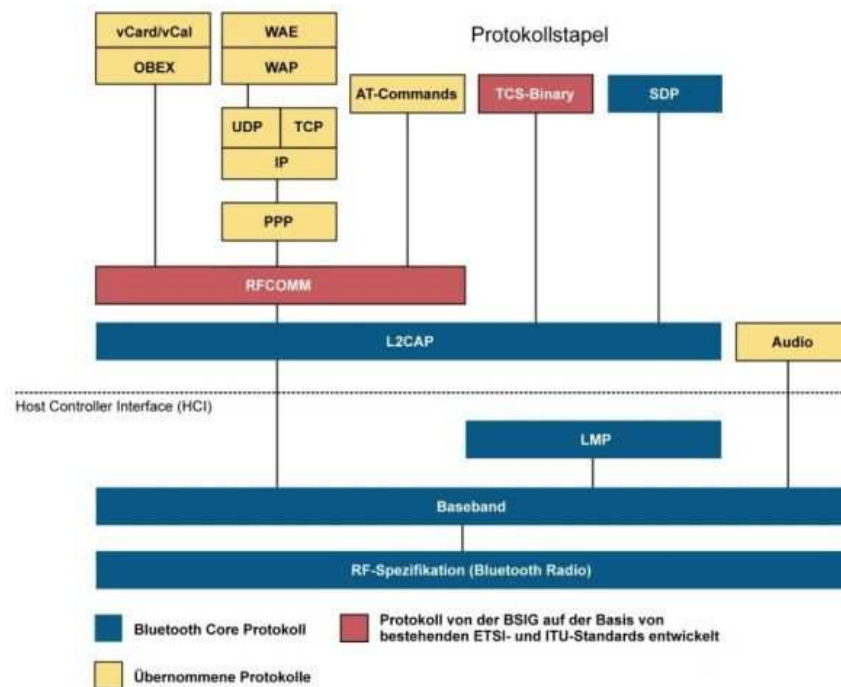 Protokollstapel
vCard/vCal
OBEX
WAE
WAP
UDP
TCP
IP
PPP
AT-Commands
TCS-Binary
SDP
RFCOMM
L2CAP
Audio
Host Controller Interface (HCI)
LMP
Baseband
RF-Spezifikation (Bluetooth Radio)
Bluetooth Core Protokoll
Protokoll von der BSIG auf der Basis von
bestehenden ETSI- und ITU-Standards entwickelt
Übernommene Protokolle